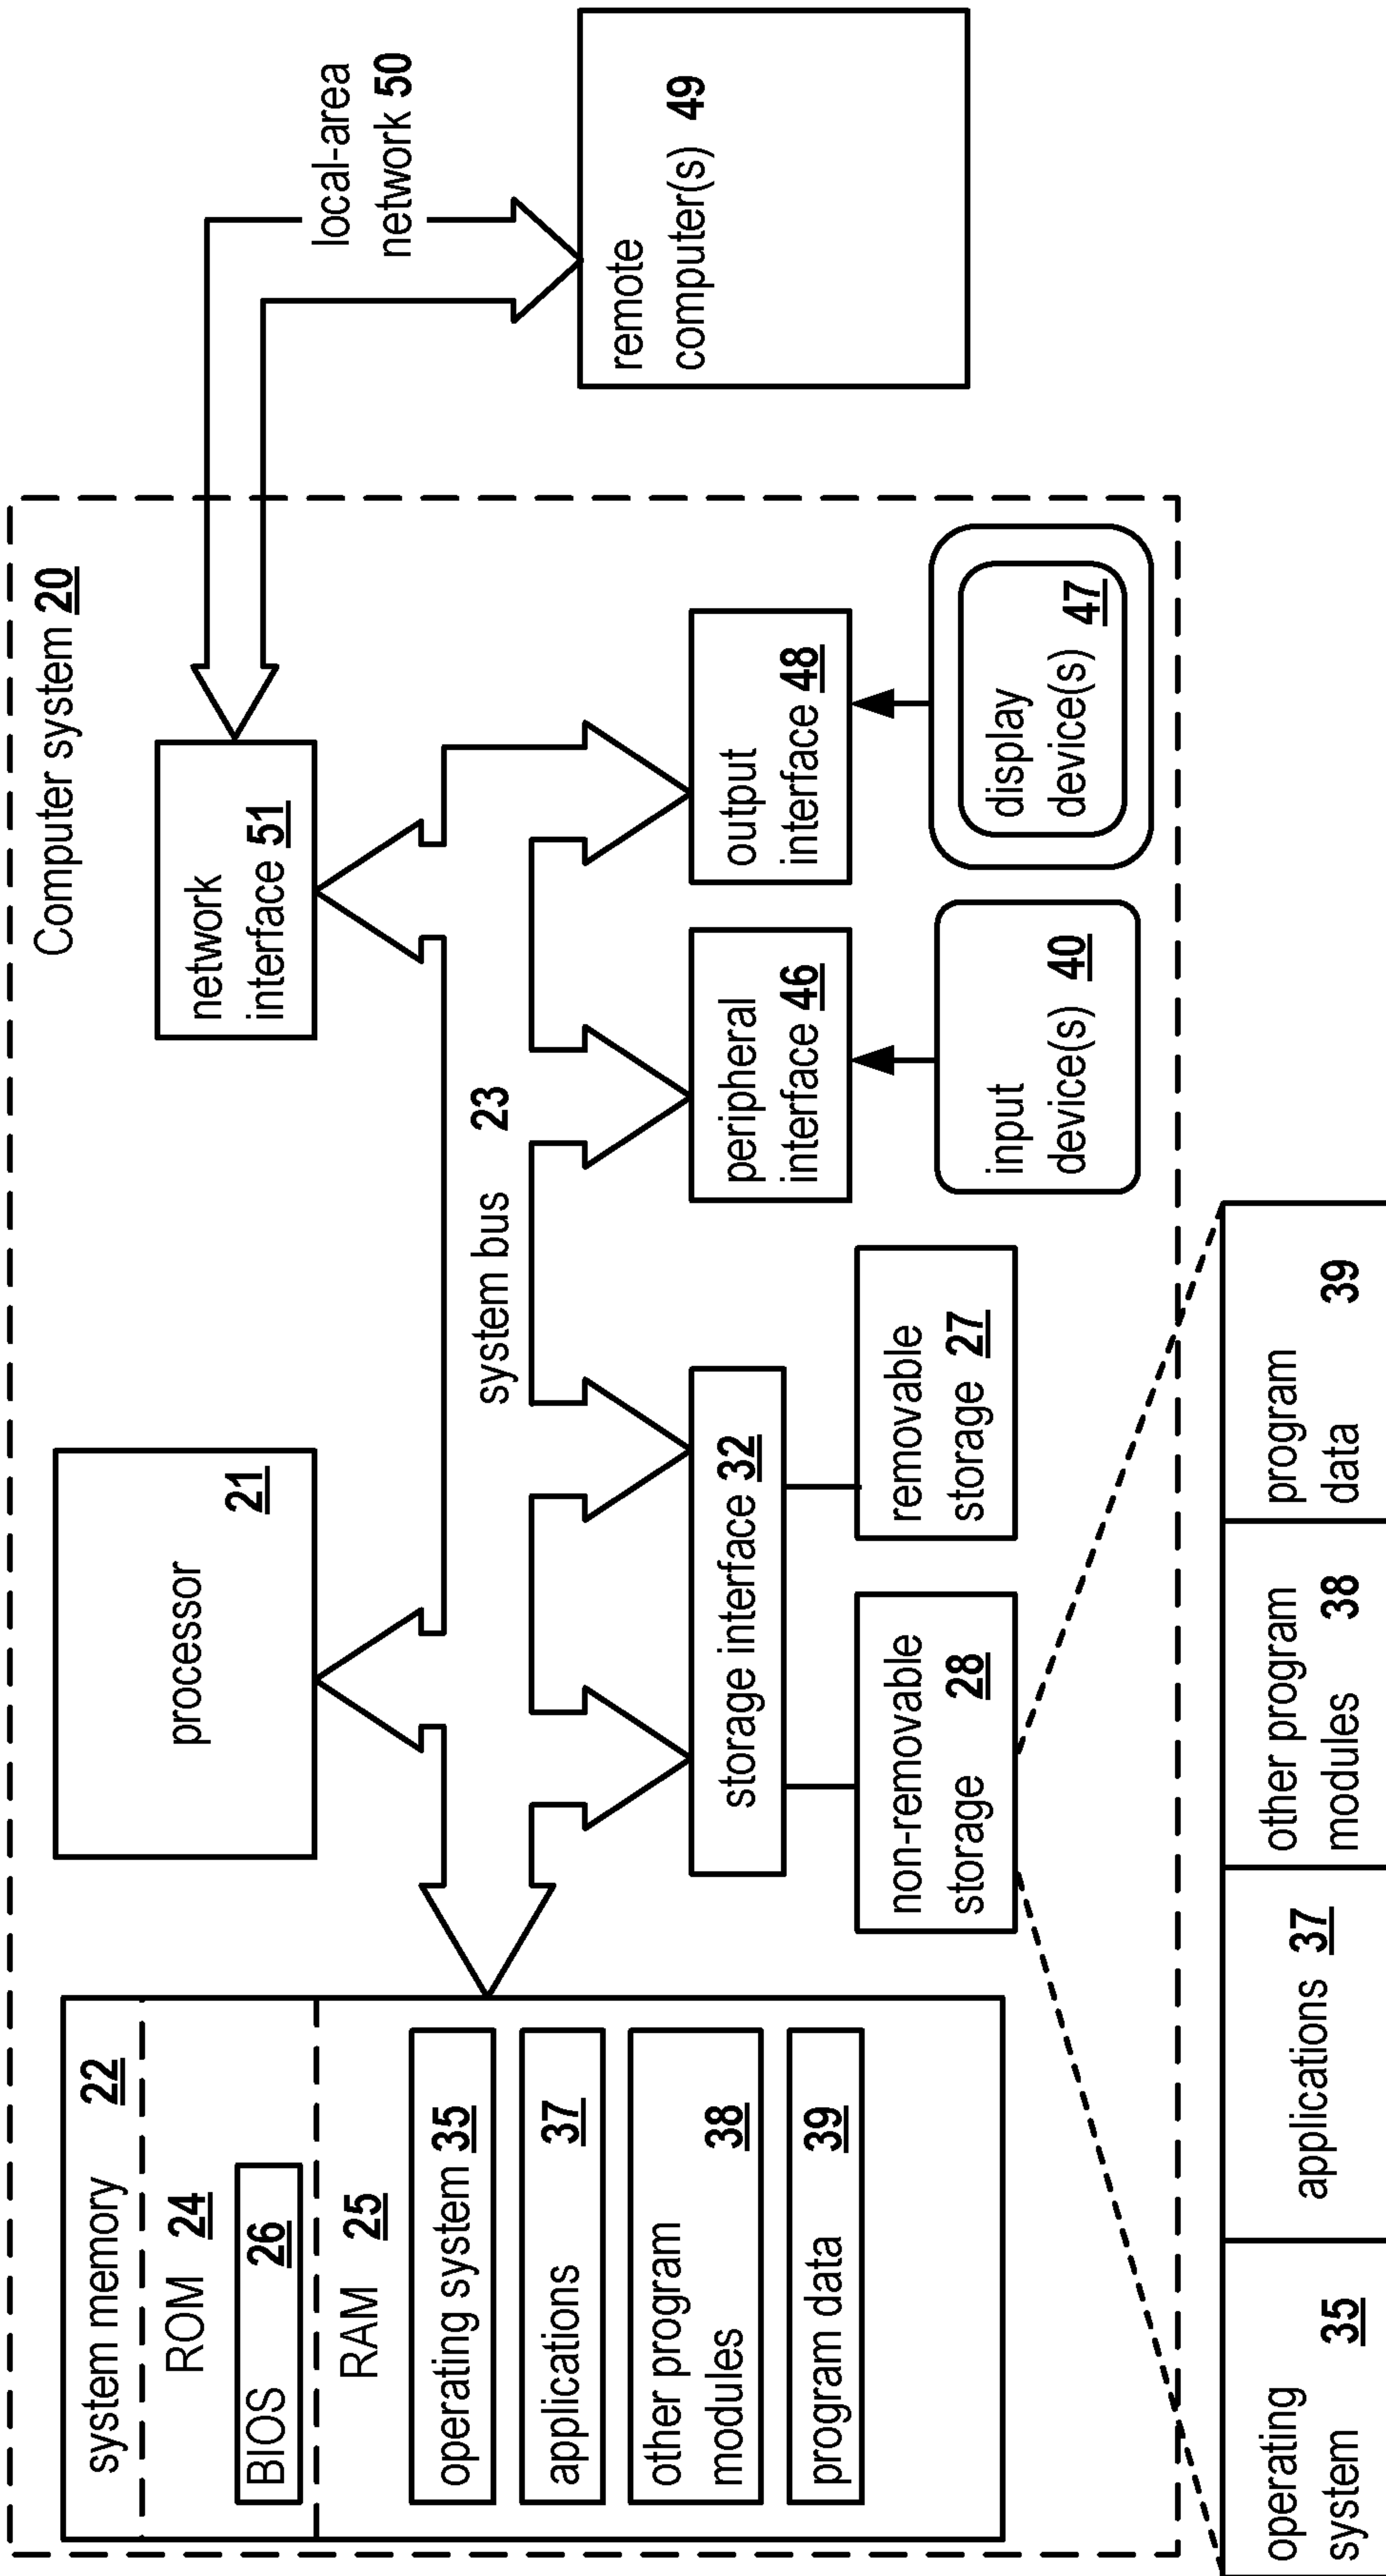 Computer system 20
system memory 22
ROM 24
BIOS 26
RAM 25
operating system 35
applications 37
other program
modules 38
program data 39
processor 21
network
interface 51
local-area
network 50
system bus 23
storage interface 32
peripheral
interface 46
output
interface 48
remote
computer(s) 49
non-removable
storage 28
removable
storage 27
input
device(s) 40
display
device(s) 47
operating
system 35
applications 37
other program
modules 38
program
data 39